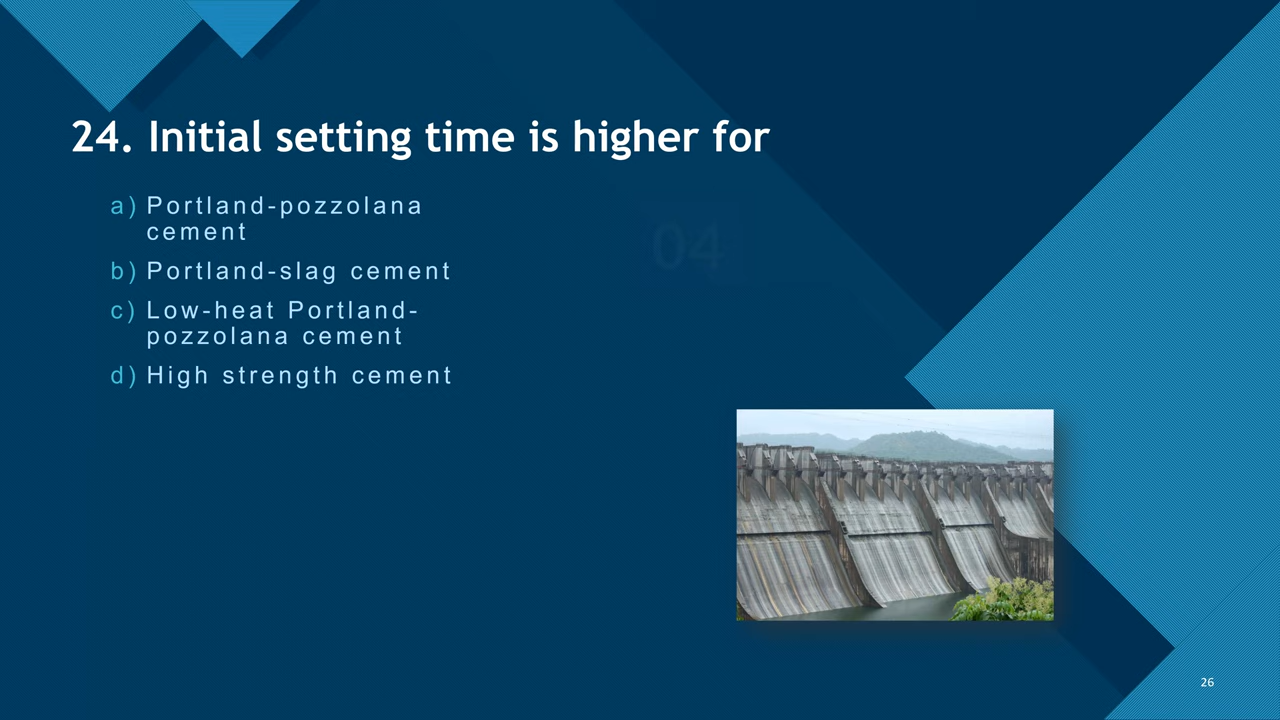 24. Initial setting time is higher for
a) Portland-pozzolana
cement
b) Portland-slag cement
c) Low-heat Portland-
pozzolana cement
d) High strength cement
04
26